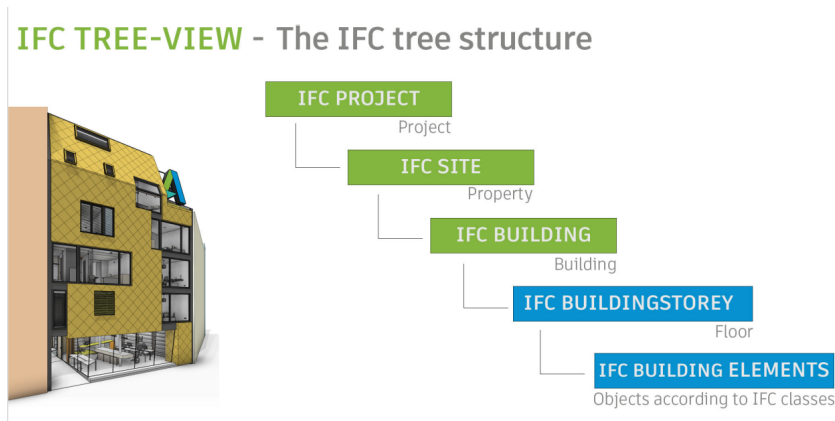 IFC TREE-VIEW - The IFC tree structure
IFC PROJECT
Project
IFC SITE
Property
IFC BUILDING
Building
IFC BUILDINGSTOREY
Floor
IFC BUILDING ELEMENTS
Objects according to IFC classes